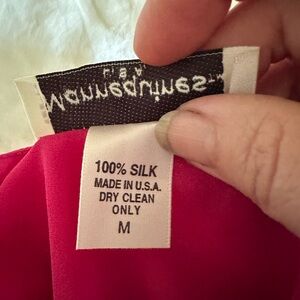 100% SILK
MADE IN U.S.A.
DRY CLEAN
ONLY
M